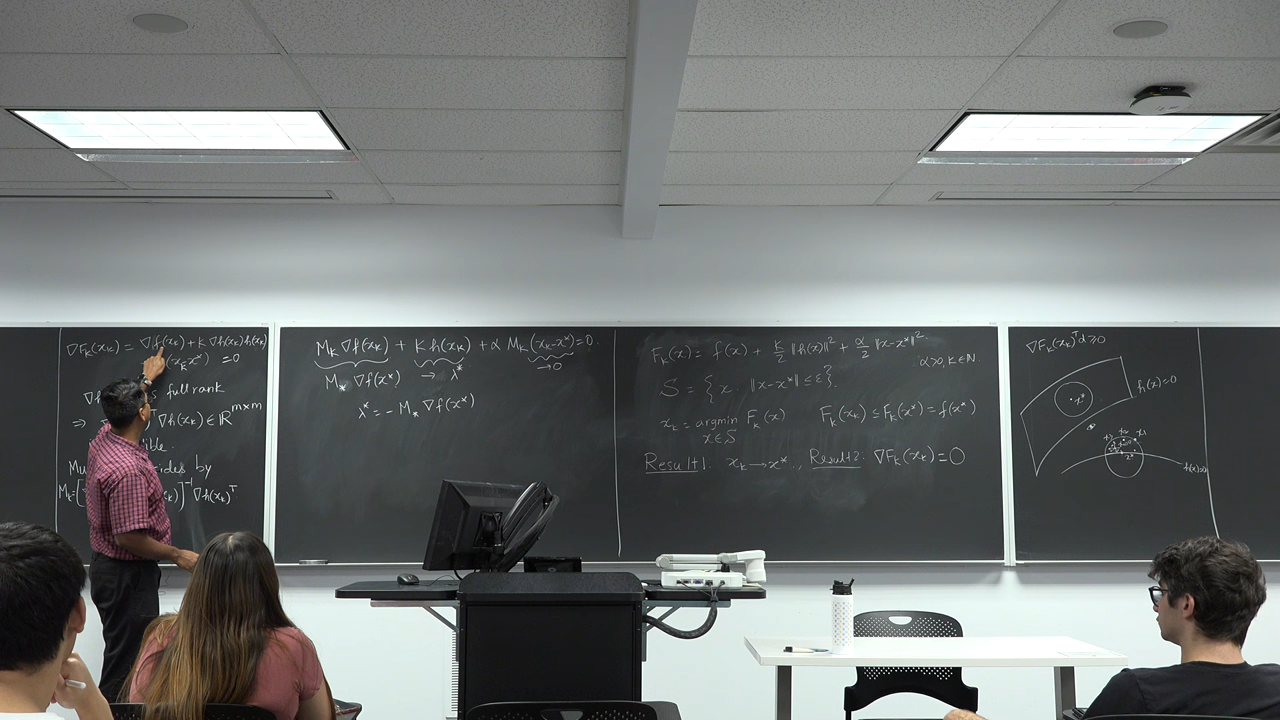 ∇F_k(x_k) = ∇f(x_k) + k ∇h(x_k) h(x_k)
(x_k - x*) = 0
full rank
⇒ ∇h(x_k) ∈ ℝ^{m×m}
M_k = [ ]^{-1} ∇h(x_k)^T
M_k ∇f(x_k) + k h(x_k) + α M_k (x_k - x*) = 0.
M_* ∇f(x*) → λ* → 0
λ* = - M_* ∇f(x*)
F_k(x) = f(x) + k/2 ||h(x)||² + α/2 ||x - x*||².
α > 0, k ∈ N.
S = { x, ||x - x*|| ≤ ε }.
x_k = argmin F_k(x) F_k(x_k) ≤ F_k(x*) = f(x*)
x ∈ S
Result 1. x_k → x*., Result 2. ∇F_k(x_k) = 0
∇F_k(x_k)^T d ≥ 0
h(x) = 0
x*
x_1
x*